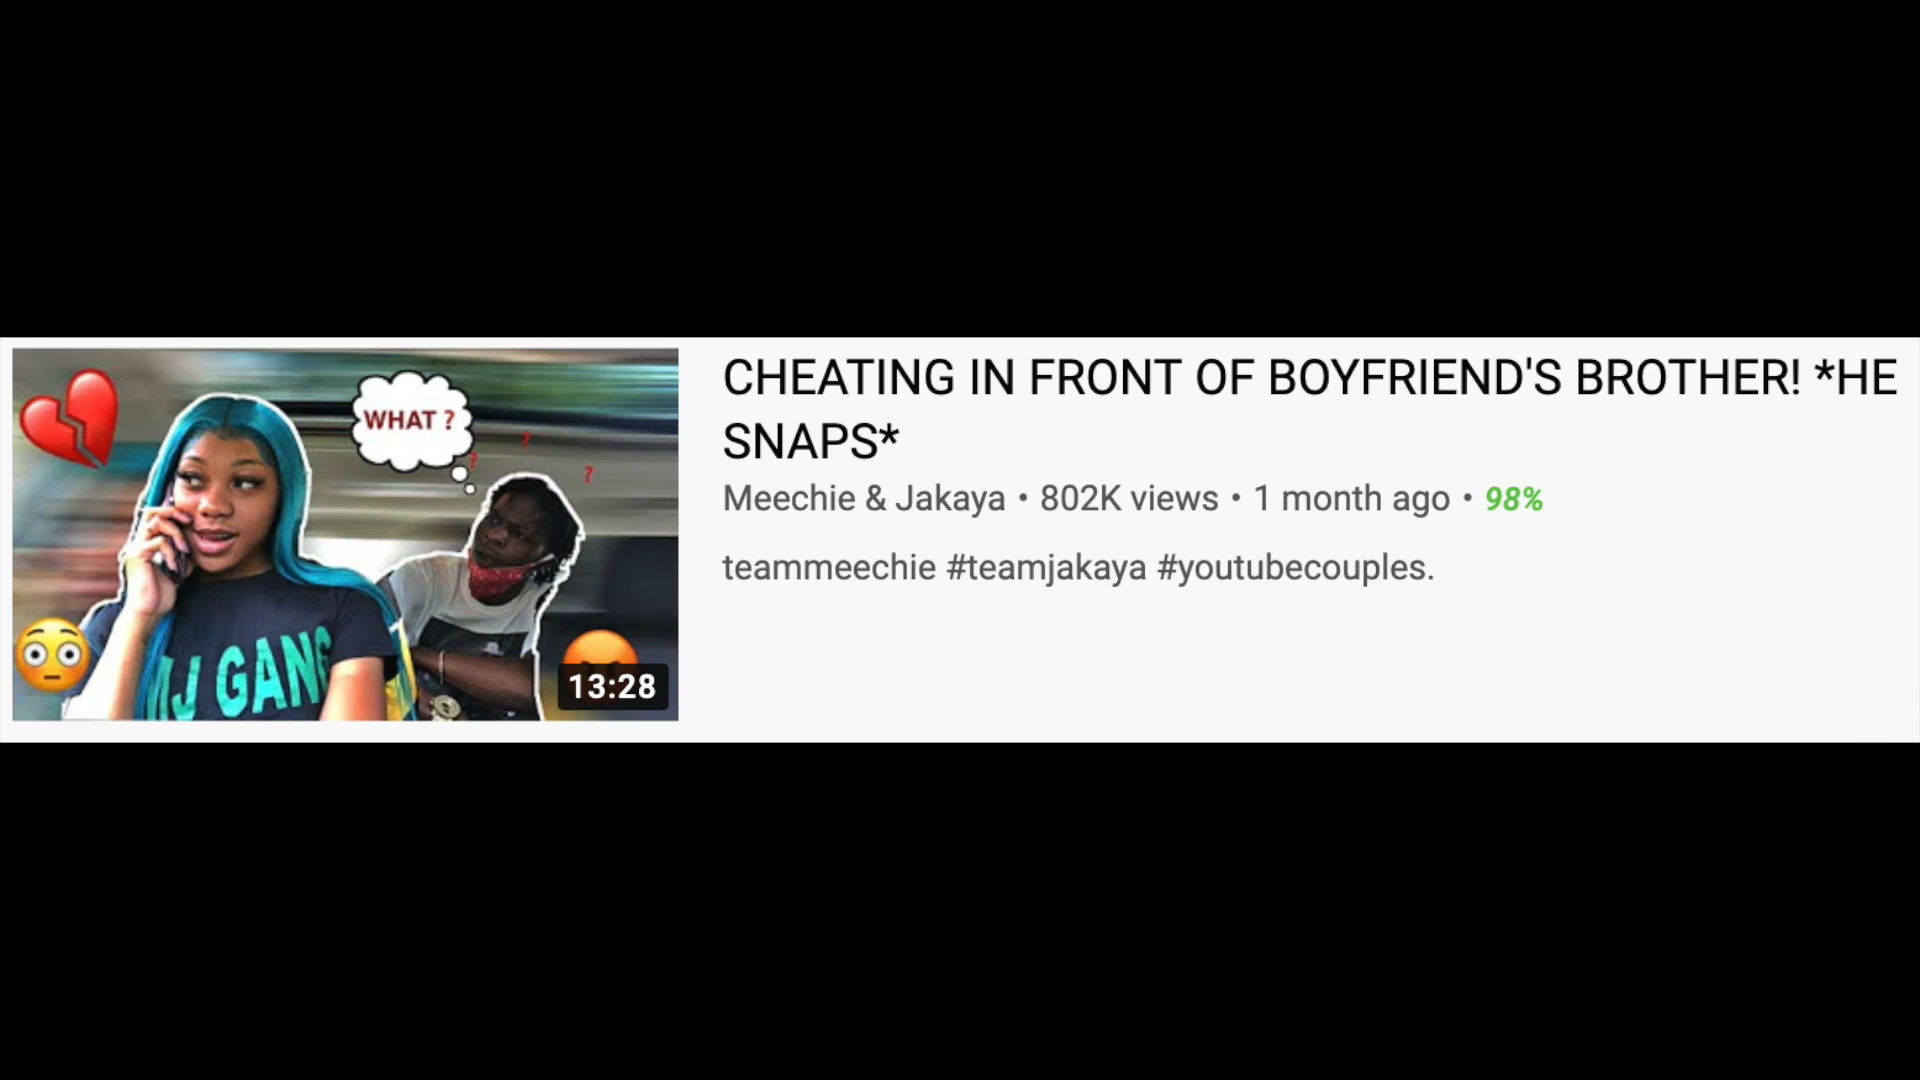 WHAT ?
?
?
?
MJ GANG
13:28
CHEATING IN FRONT OF BOYFRIEND'S BROTHER! *HE
SNAPS*
Meechie & Jakaya • 802K views • 1 month ago • 98%
teammeechie #teamjakaya #youtubecouples.